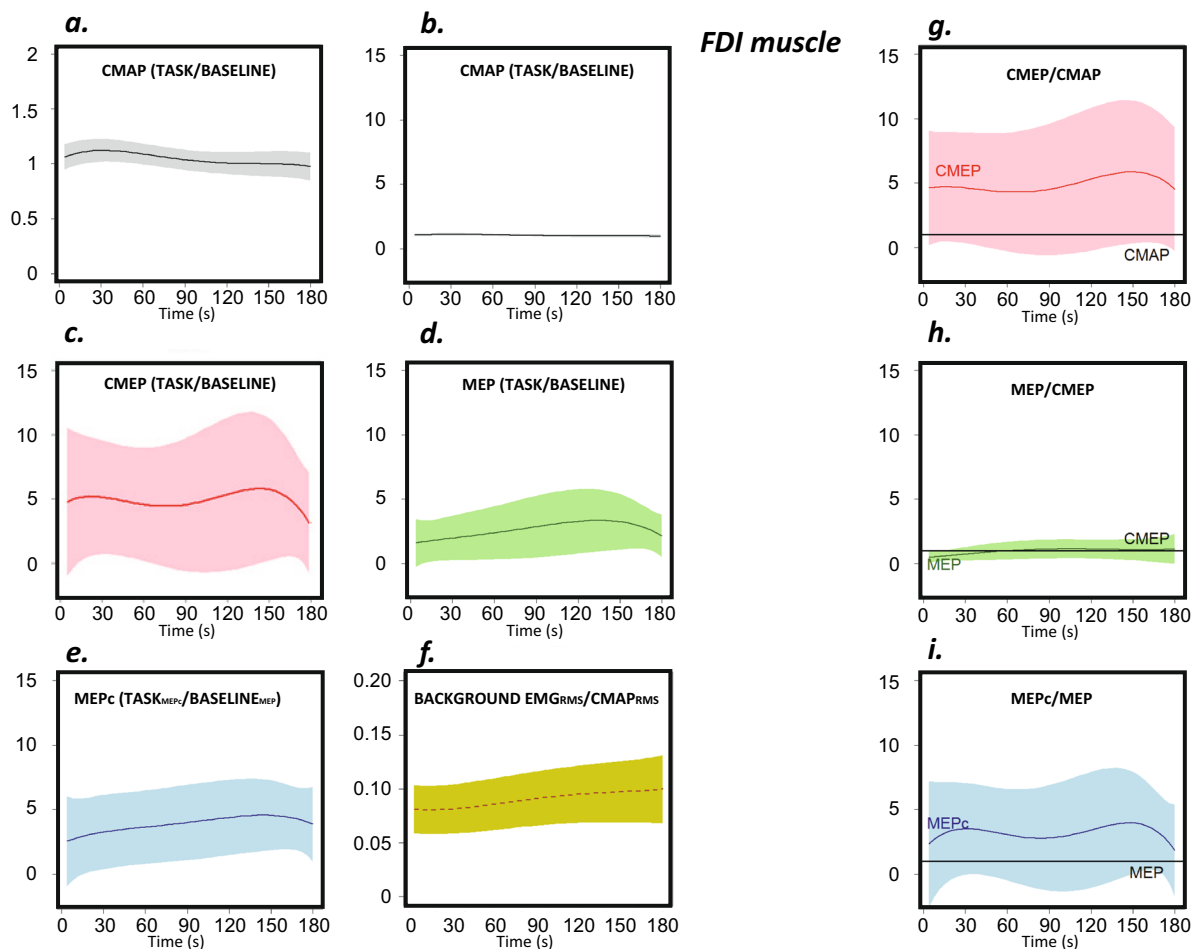 a.
CMAP (TASK/BASELINE)
2
1.5
1
0.5
0
0 30 60 90 120 150 180
Time (s)
b.
CMAP (TASK/BASELINE)
15
10
5
0
0 30 60 90 120 150 180
Time (s)
FDI muscle
g.
CMEP/CMAP
15
10
5
0
CMEP
CMAP
0 30 60 90 120 150 180
Time (s)
c.
CMEP (TASK/BASELINE)
15
10
5
0
0 30 60 90 120 150 180
Time (s)
d.
MEP (TASK/BASELINE)
15
10
5
0
0 30 60 90 120 150 180
Time (s)
h.
MEP/CMEP
15
10
5
0
CMEP
MEP
0 30 60 90 120 150 180
Time (s)
e.
MEPc (TASKMEPc/BASELINEMEP)
15
10
5
0
0 30 60 90 120 150 180
Time (s)
f.
BACKGROUND EMGRMS/CMAPRMS
0.20
0.15
0.10
0.05
0
0 30 60 90 120 150 180
Time (s)
i.
MEPc/MEP
15
10
5
0
MEPc
MEP
0 30 60 90 120 150 180
Time (s)